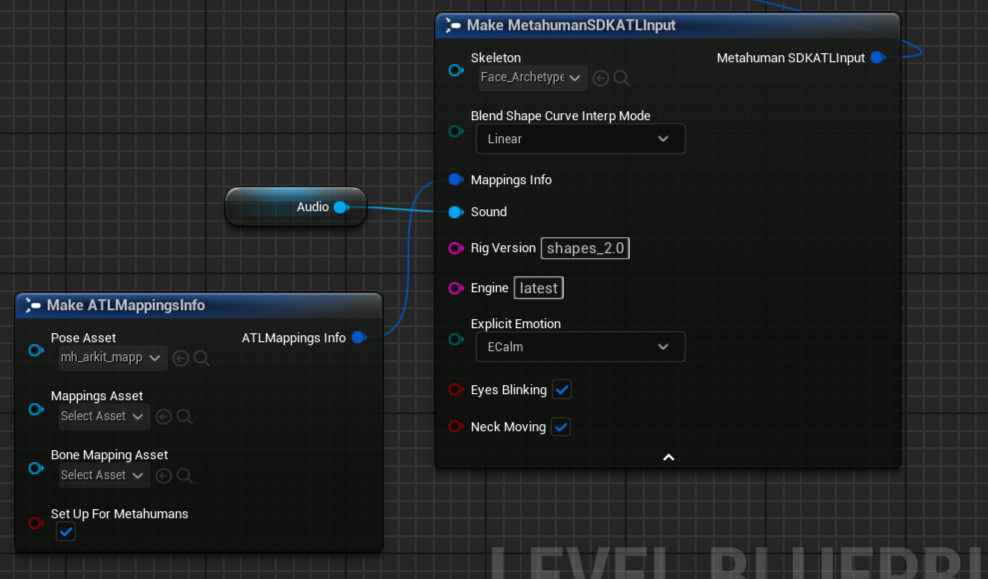 Make MetahumanSDKATLInput
Skeleton
Metahuman SDKATLInput
Face_Archetype
Blend Shape Curve Interp Mode
Linear
Mappings Info
Audio
Sound
Rig Version shapes_2.0
Engine latest
Explicit Emotion
ECalm
Eyes Blinking
Neck Moving
Make ATLMappingsInfo
Pose Asset
ATLMappings Info
mh_arkit_mapp
Mappings Asset
Select Asset
Bone Mapping Asset
Select Asset
Set Up For Metahumans
LEVEL BLUEPRI